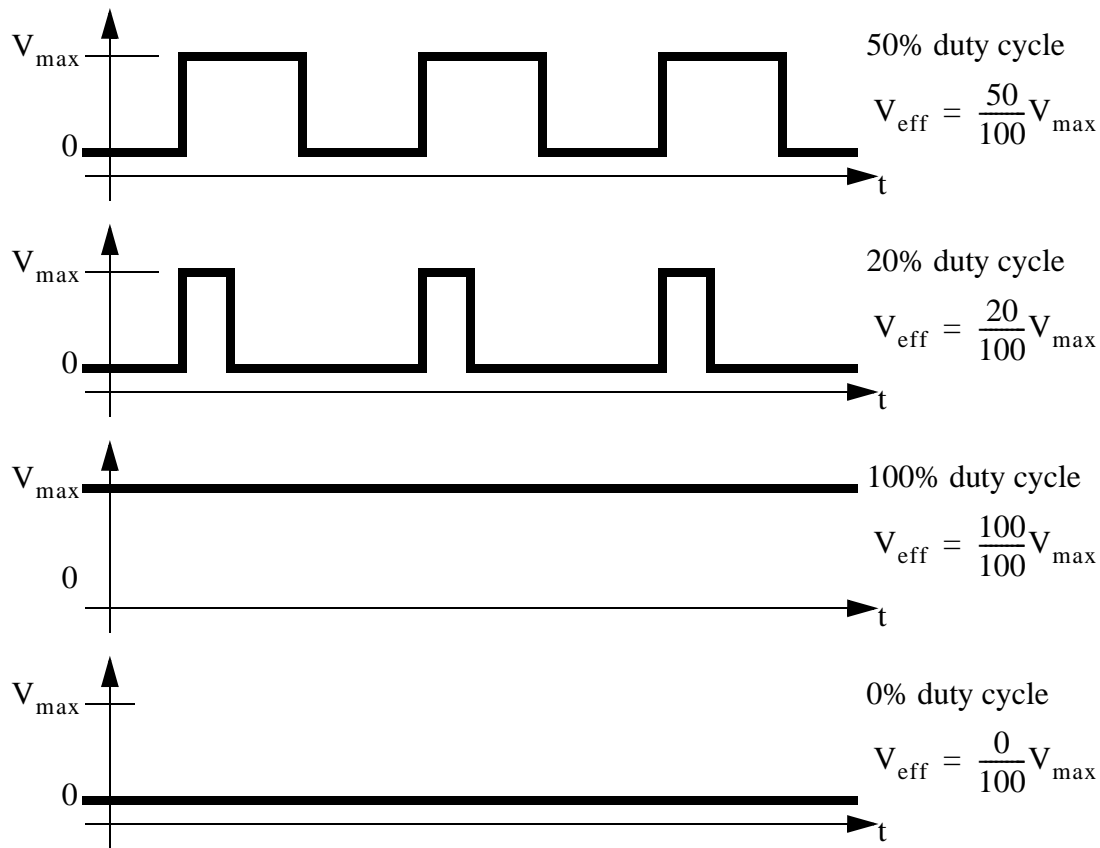 V_max
50% duty cycle
V_eff = 50/100 V_max
0
t
V_max
20% duty cycle
V_eff = 20/100 V_max
0
t
V_max
100% duty cycle
V_eff = 100/100 V_max
0
t
V_max
0% duty cycle
V_eff = 0/100 V_max
0
t